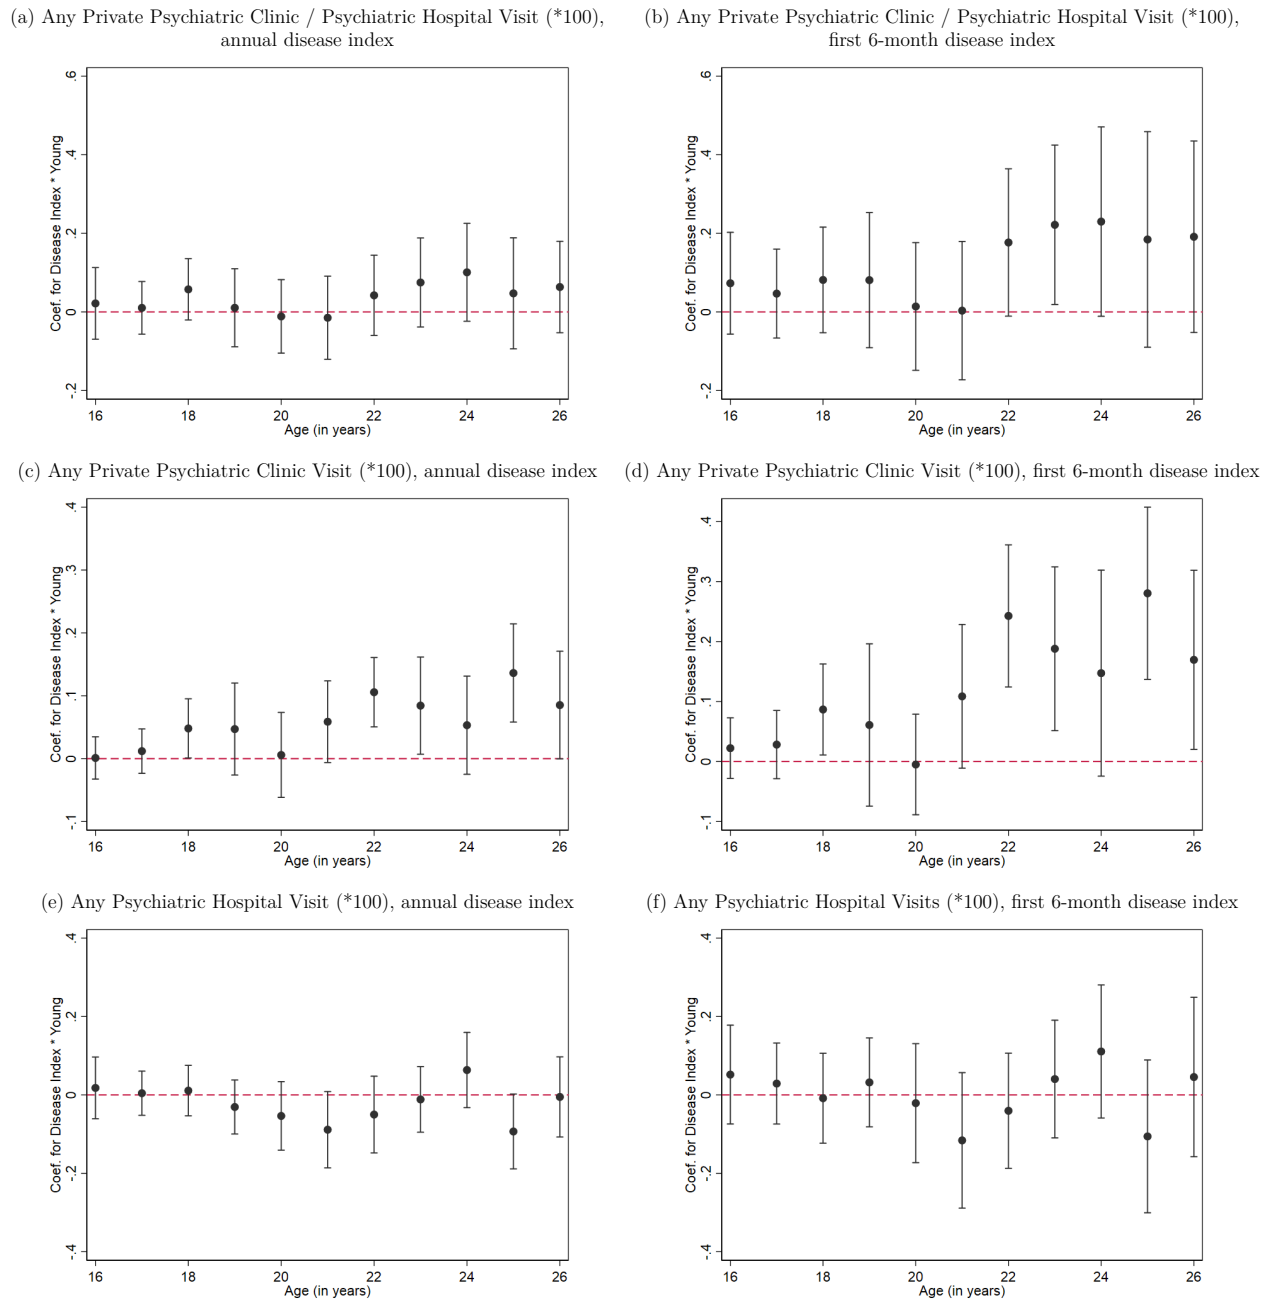 (a) Any Private Psychiatric Clinic / Psychiatric Hospital Visit (*100),
annual disease index
.6
.4
.2
0
-.2
Coef. for Disease Index * Young
16 18 20 22 24 26
Age (in years)
(b) Any Private Psychiatric Clinic / Psychiatric Hospital Visit (*100),
first 6-month disease index
.6
.4
.2
0
-.2
Coef. for Disease Index * Young
16 18 20 22 24 26
Age (in years)
(c) Any Private Psychiatric Clinic Visit (*100), annual disease index
.4
.3
.2
.1
0
-.1
Coef. for Disease Index * Young
16 18 20 22 24 26
Age (in years)
(d) Any Private Psychiatric Clinic Visit (*100), first 6-month disease index
.4
.3
.2
.1
0
-.1
Coef. for Disease Index * Young
16 18 20 22 24 26
Age (in years)
(e) Any Psychiatric Hospital Visit (*100), annual disease index
.4
.2
0
-.2
-.4
Coef. for Disease Index * Young
16 18 20 22 24 26
Age (in years)
(f) Any Psychiatric Hospital Visits (*100), first 6-month disease index
.4
.2
0
-.2
-.4
Coef. for Disease Index * Young
16 18 20 22 24 26
Age (in years)